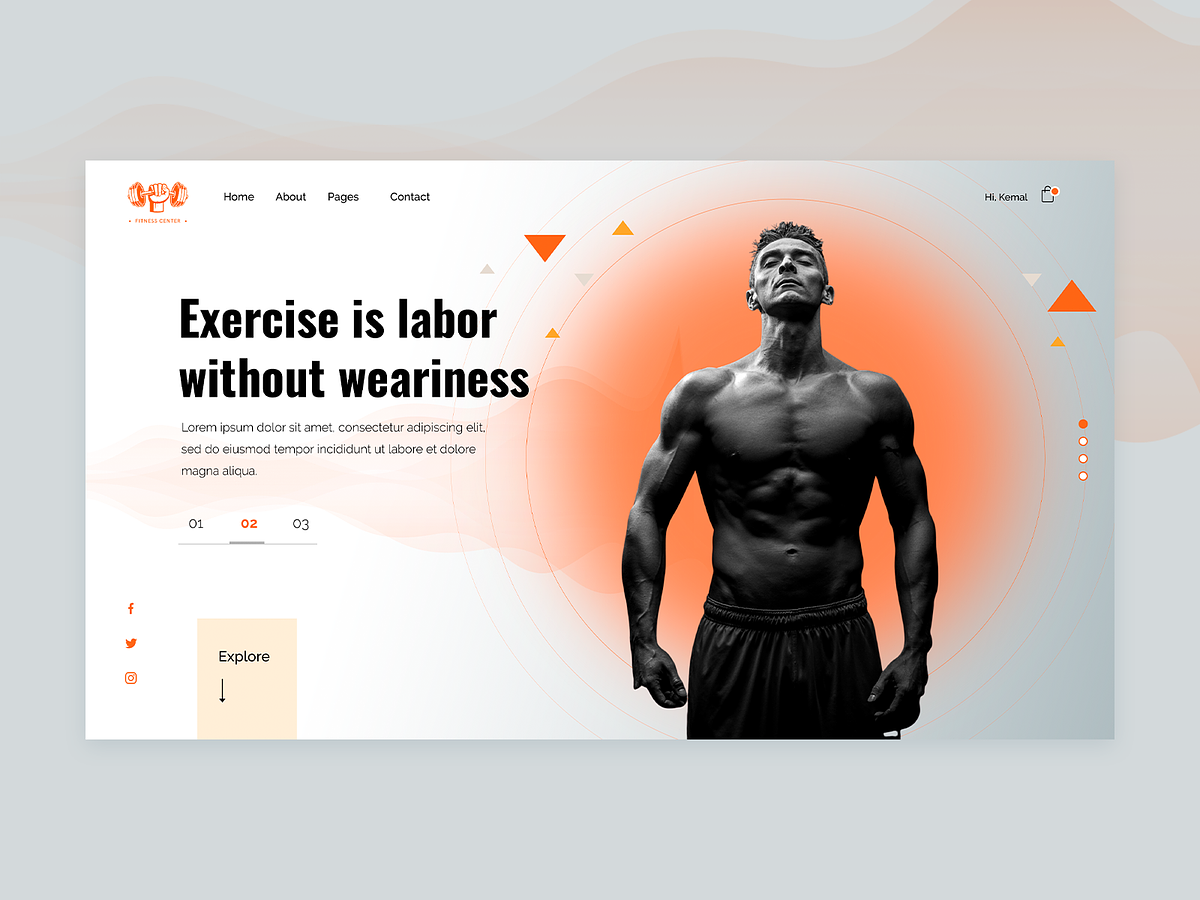 FITNESS CENTER
Home About Pages Contact
Hi, Kemal
Exercise is labor
without weariness
Lorem ipsum dolor sit amet, consectetur adipiscing elit,
sed do eiusmod tempor incididunt ut labore et dolore
magna aliqua.
01 02 03
Explore